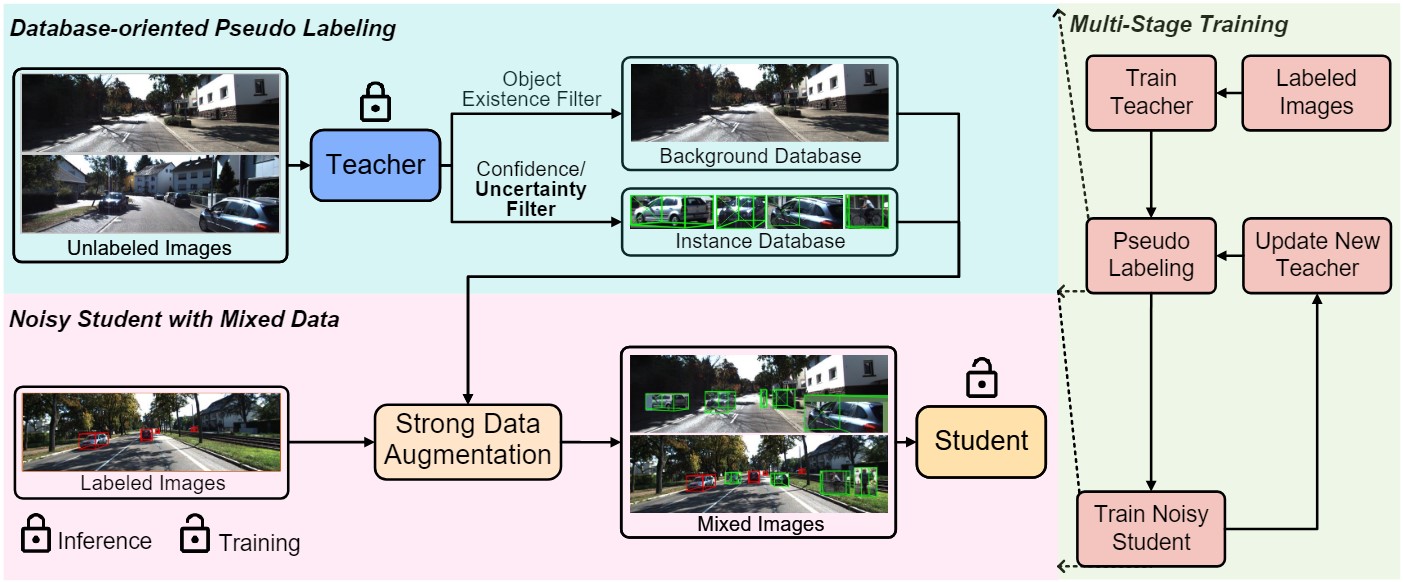 Database-oriented Pseudo Labeling
Unlabeled Images
Teacher
Object
Existence Filter
Confidence/
Uncertainty
Filter
Background Database
Instance Database
Noisy Student with Mixed Data
Labeled Images
Strong Data
Augmentation
Mixed Images
Student
Inference
Training
Multi-Stage Training
Train
Teacher
Labeled
Images
Pseudo
Labeling
Update New
Teacher
Train Noisy
Student